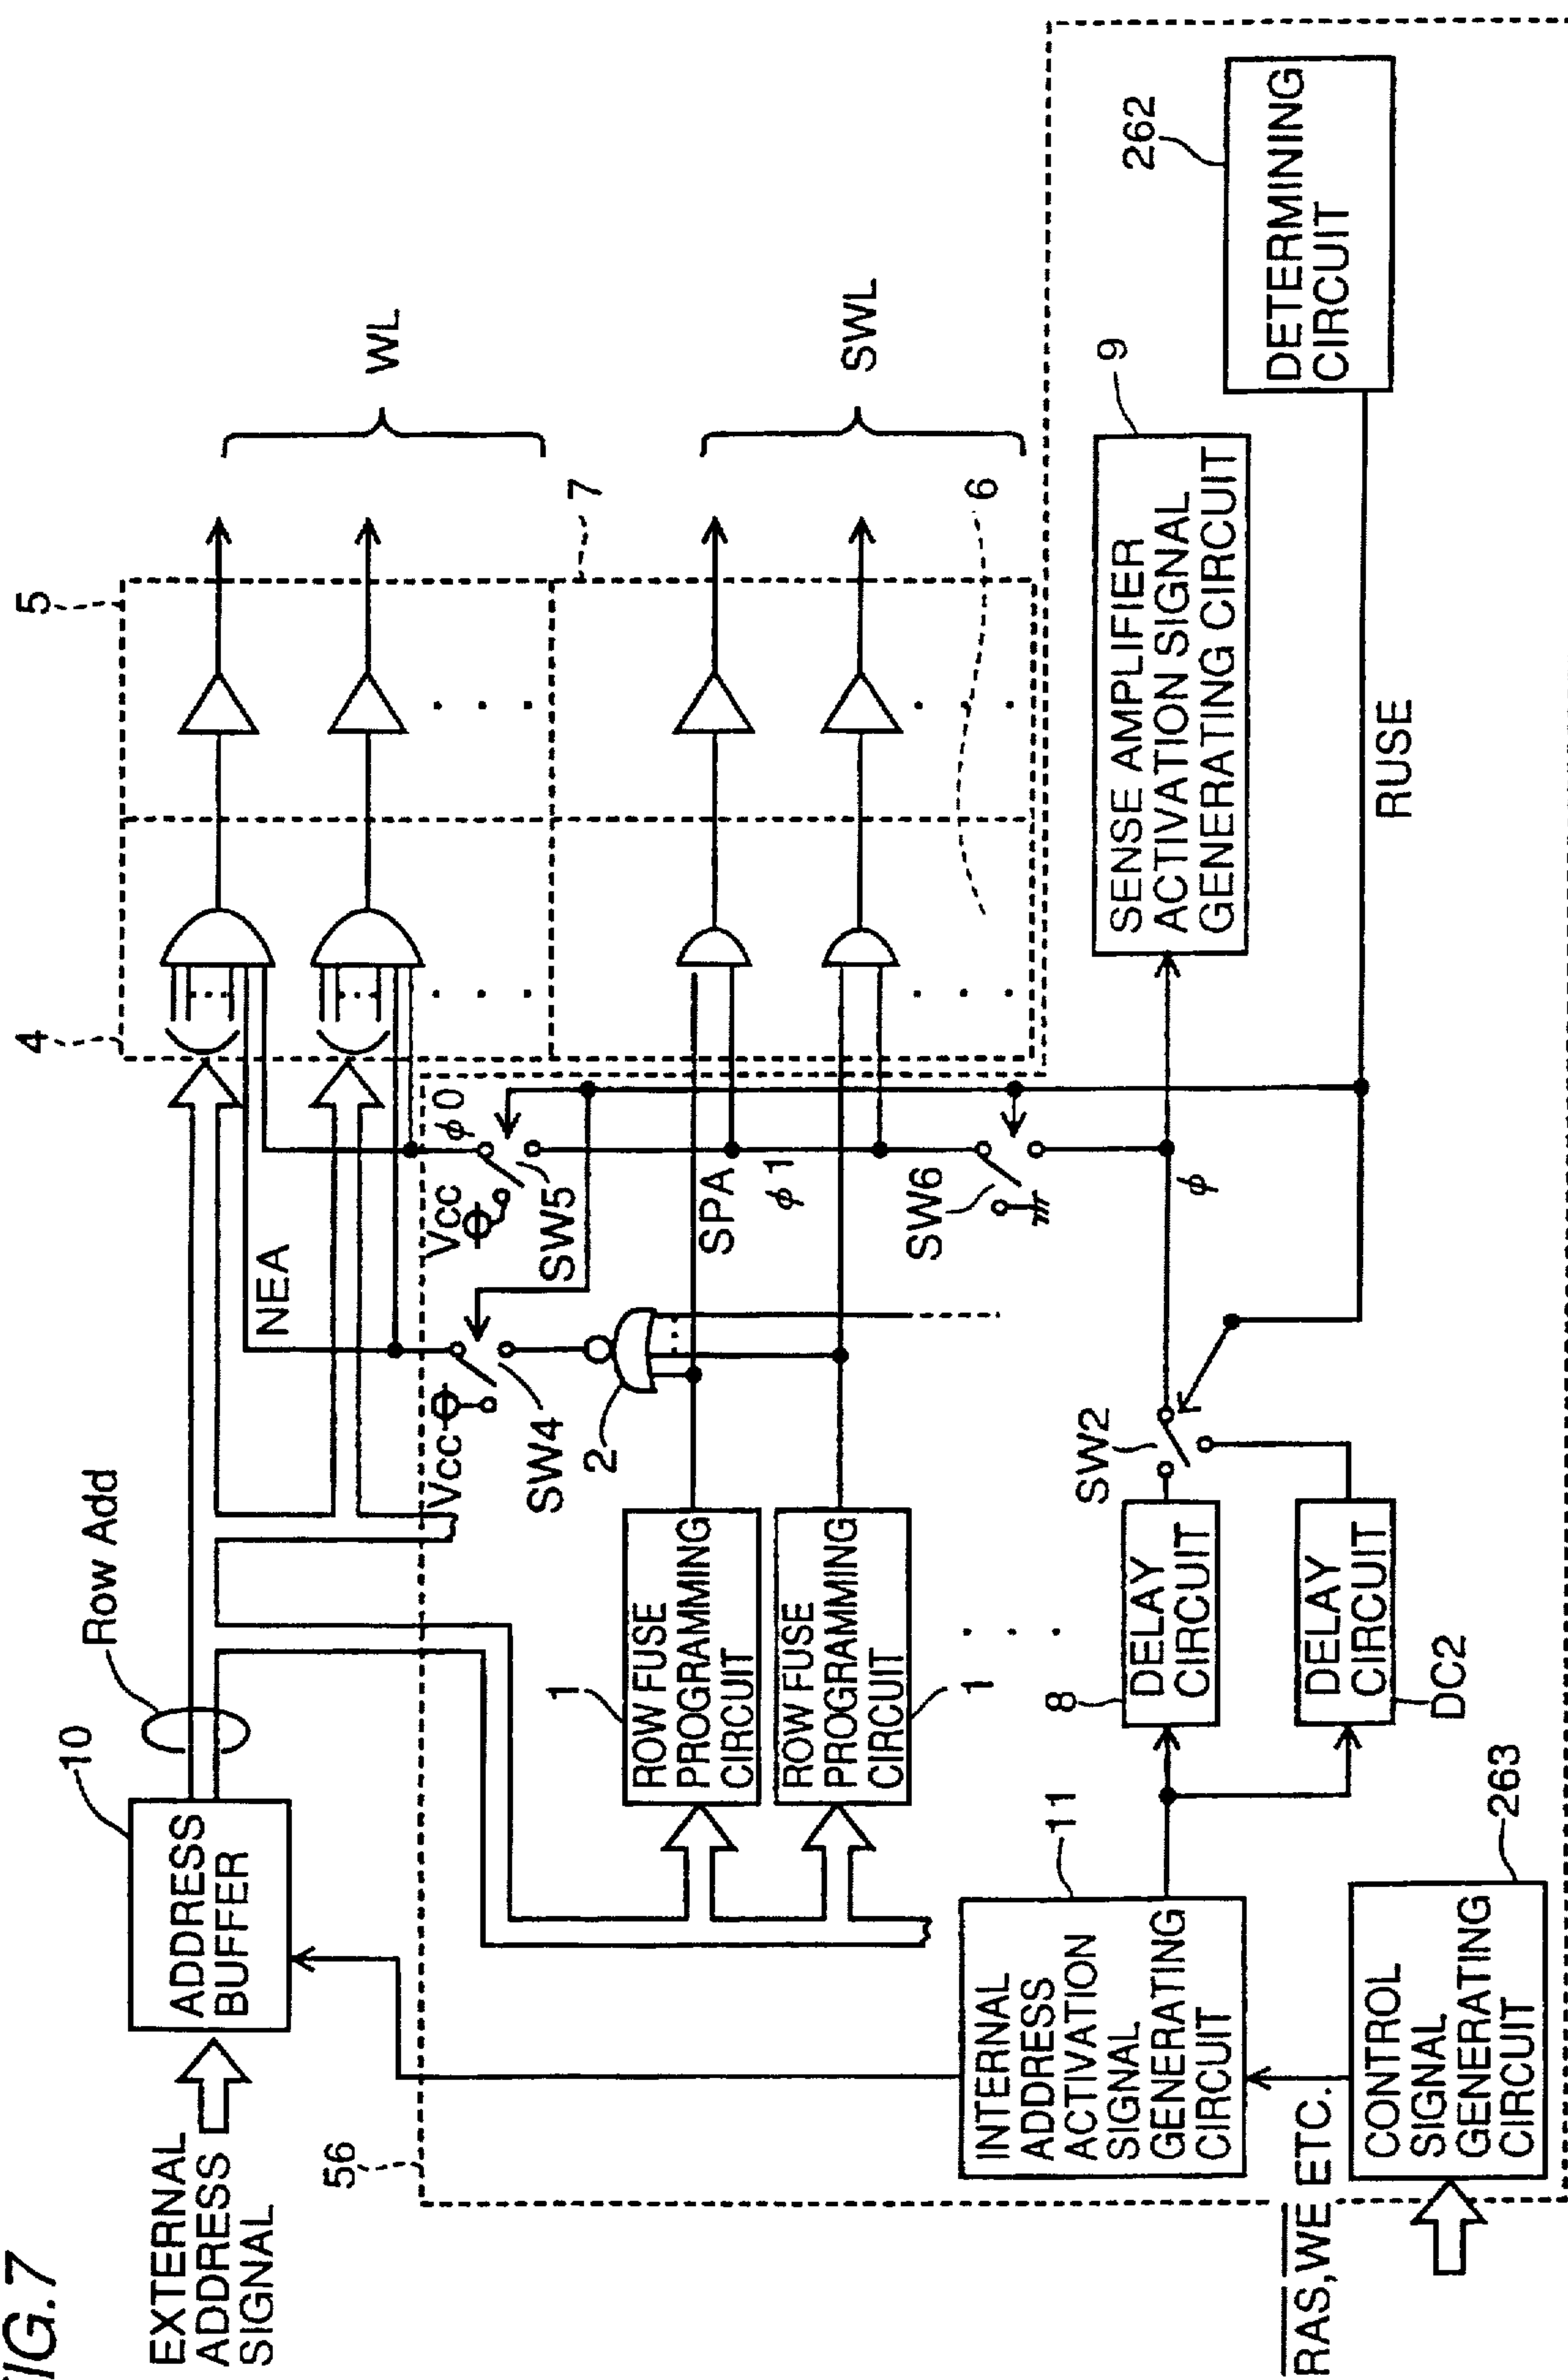 FIG.7
EXTERNAL
ADDRESS
SIGNAL
ADDRESS
BUFFER
10
Row Add
4
5
NEA
WL
7
Vcc
φ0
SW5
Vcc
SW4
2
SPA
φ1
SW6
SWL
6
56
1
ROW FUSE
PROGRAMMING
CIRCUIT
ROW FUSE
PROGRAMMING
CIRCUIT
1
INTERNAL
ADDRESS
ACTIVATION
SIGNAL
GENERATING
CIRCUIT
11
8
DELAY
CIRCUIT
SW2
φ
SENSE AMPLIFIER
ACTIVATION SIGNAL
GENERATING CIRCUIT
9
DETERMINING
CIRCUIT
262
DELAY
CIRCUIT
DC2
RUSE
RAS,WE ETC.
CONTROL
SIGNAL
GENERATING
CIRCUIT
263